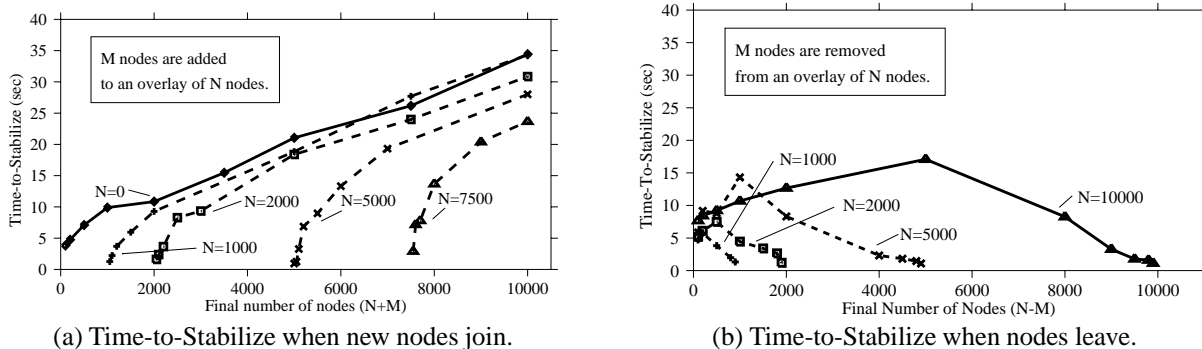 40
35
30
25
20
15
10
5
0
Time-to-Stabilize (sec)
M nodes are added
to an overlay of N nodes.
N=0
N=2000
N=1000
N=5000
N=7500
0 2000 4000 6000 8000 10000
Final number of nodes (N+M)
(a) Time-to-Stabilize when new nodes join.
40
35
30
25
20
15
10
5
0
Time-To-Stabilize (sec)
M nodes are removed
from an overlay of N nodes.
N=1000
N=2000
N=5000
N=10000
0 2000 4000 6000 8000 10000
Final Number of Nodes (N-M)
(b) Time-to-Stabilize when nodes leave.